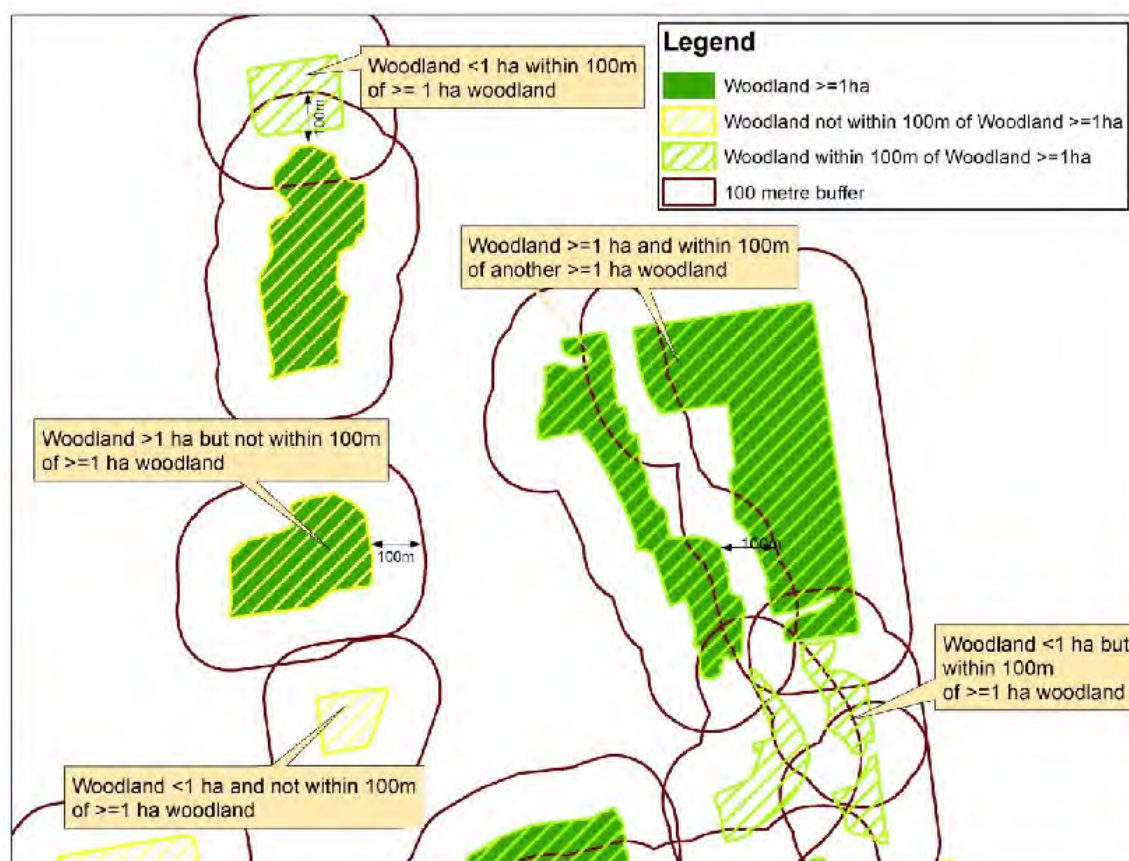 Woodland <1 ha within 100m
of >= 1 ha woodland
100m
Legend
Woodland >=1ha
Woodland not within 100m of Woodland >=1ha
Woodland within 100m of Woodland >=1ha
100 metre buffer
Woodland >=1 ha and within 100m
of another >=1 ha woodland
Woodland >1 ha but not within 100m
of >=1 ha woodland
100m
100m
Woodland <1 ha but
within 100m
of >=1 ha woodland
Woodland <1 ha and not within 100m
of >=1 ha woodland